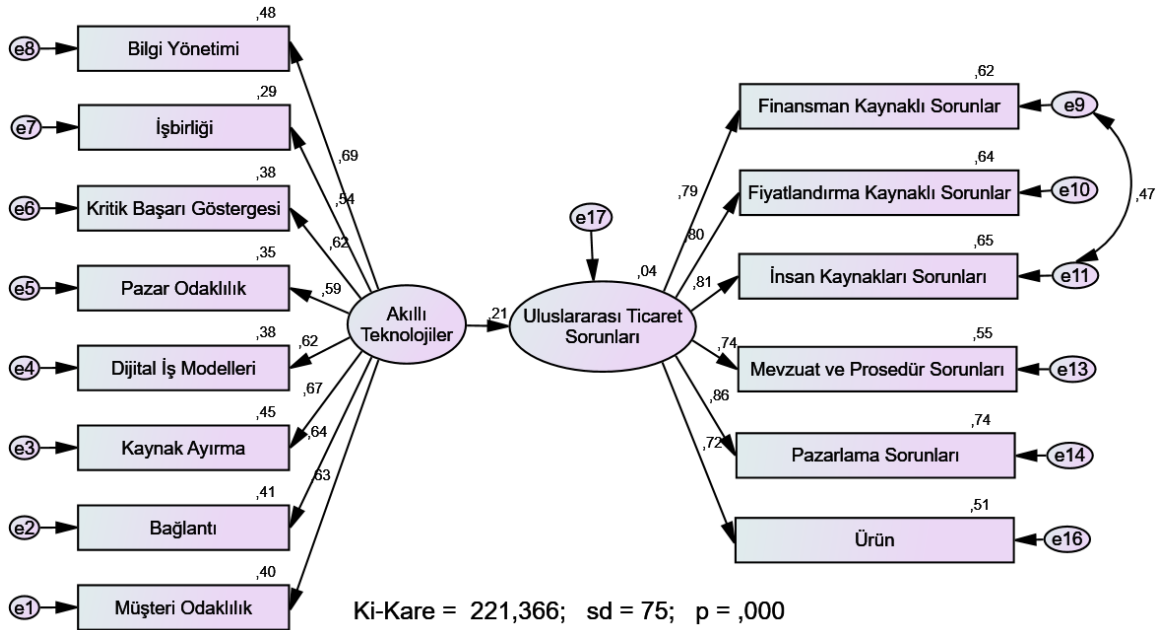 ,48
e8
Bilgi Yönetimi
,29
e7
İşbirliği
,38
e6
Kritik Başarı Göstergesi
,35
e5
Pazar Odaklılık
,38
e4
Dijital İş Modelleri
,45
e3
Kaynak Ayırma
,41
e2
Bağlantı
,40
e1
Müşteri Odaklılık
,69
,54
,62
,59
,62
,67
,64
,63
Akıllı
Teknolojiler
,21
e17
,04
Uluslararası Ticaret
Sorunları
,79
,80
,81
,74
,86
,72
,62
Finansman Kaynaklı Sorunlar
e9
,64
Fiyatlandırma Kaynaklı Sorunlar
e10
,47
,65
İnsan Kaynakları Sorunları
e11
,55
Mevzuat ve Prosedür Sorunları
e13
,74
Pazarlama Sorunları
e14
,51
Ürün
e16
Ki-Kare = 221,366; sd = 75; p = ,000